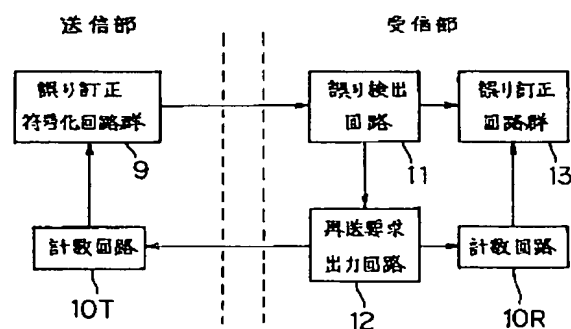 送信部
受信部
誤り訂正
符号化回路群
9
誤り検出
回路
11
誤り訂正
回路群
13
計数回路
10T
再送要求
出力回路
12
計数回路
10R